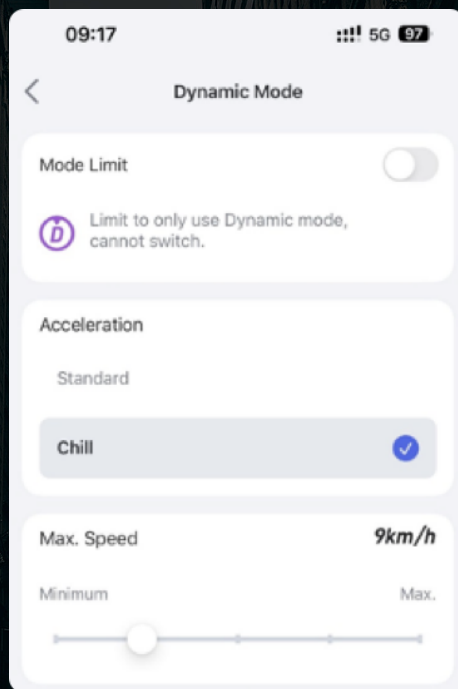 09:17 5G 97
Dynamic Mode
Mode Limit
D
Limit to only use Dynamic mode,
cannot switch.
Acceleration
Standard
Chill
Max. Speed 9km/h
Minimum Max.